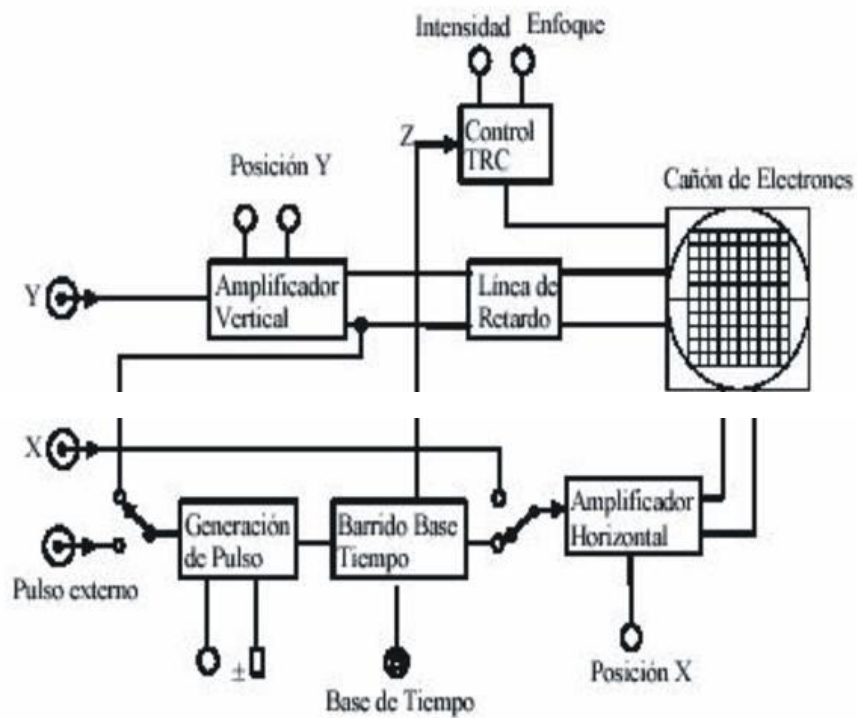 Intensidad Enfoque
Z
Control
TRC
Posición Y
Cañón de Electrones
Y
Amplificador
Vertical
Línea de
Retardo
X
Generación
de Pulso
Barrido Base
Tiempo
Amplificador
Horizontal
Pulso externo
±
Posición X
Base de Tiempo